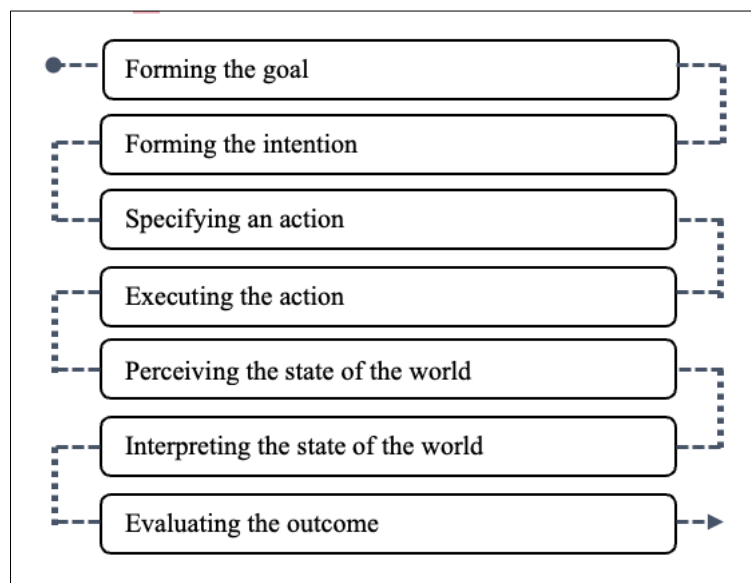 Forming the goal
Forming the intention
Specifying an action
Executing the action
Perceiving the state of the world
Interpreting the state of the world
Evaluating the outcome